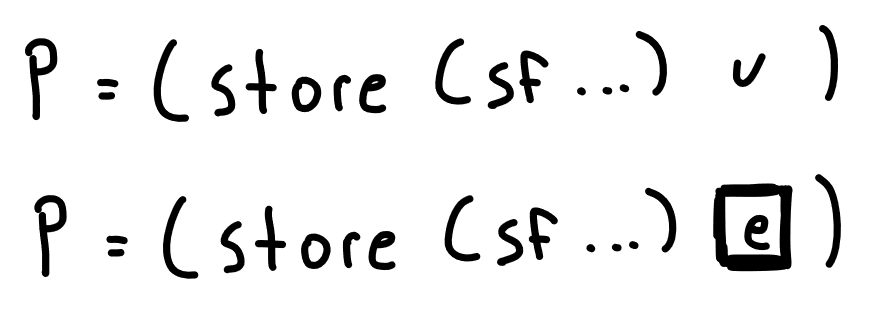 P = (store (sf ...) v )
P = (store (sf ...) e )